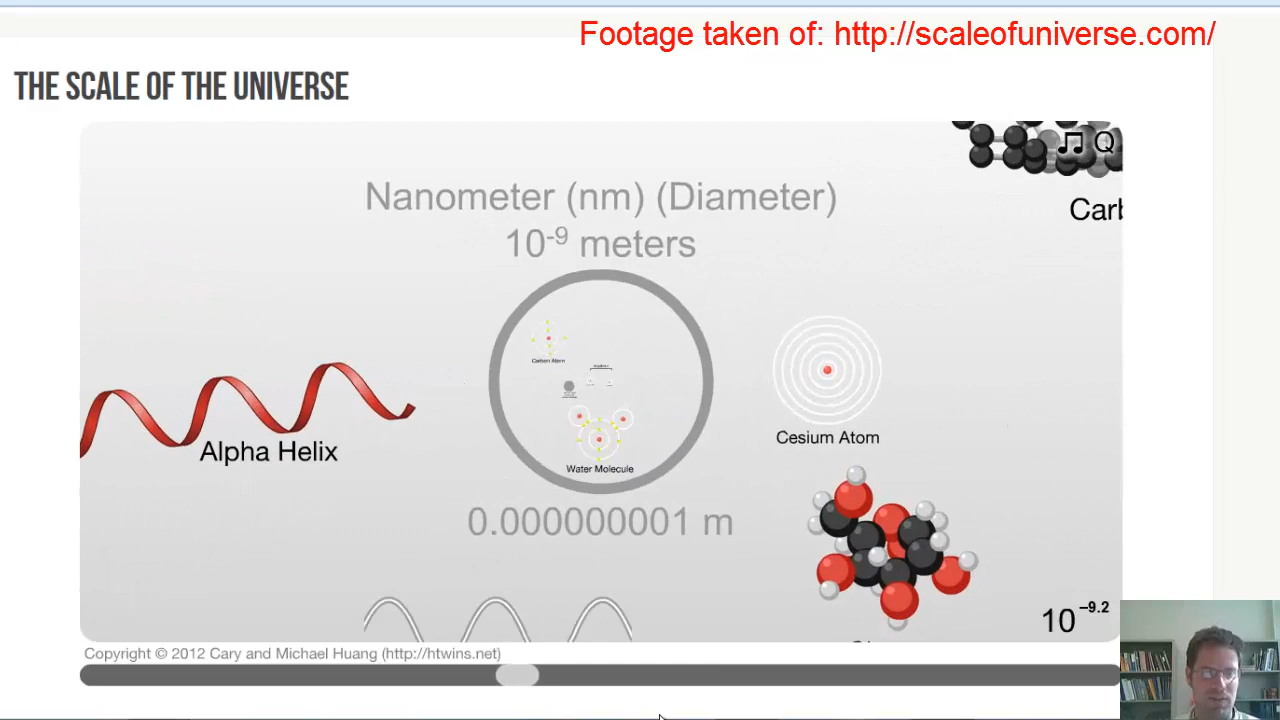 Footage taken of: http://scaleofuniverse.com/
THE SCALE OF THE UNIVERSE
Q
Carb
Nanometer (nm) (Diameter)
10-9 meters
Carbon Atom
Alpha Helix
Water Molecule
Cesium Atom
0.000000001 m
10–9.2
Copyright © 2012 Cary and Michael Huang (http://htwins.net)